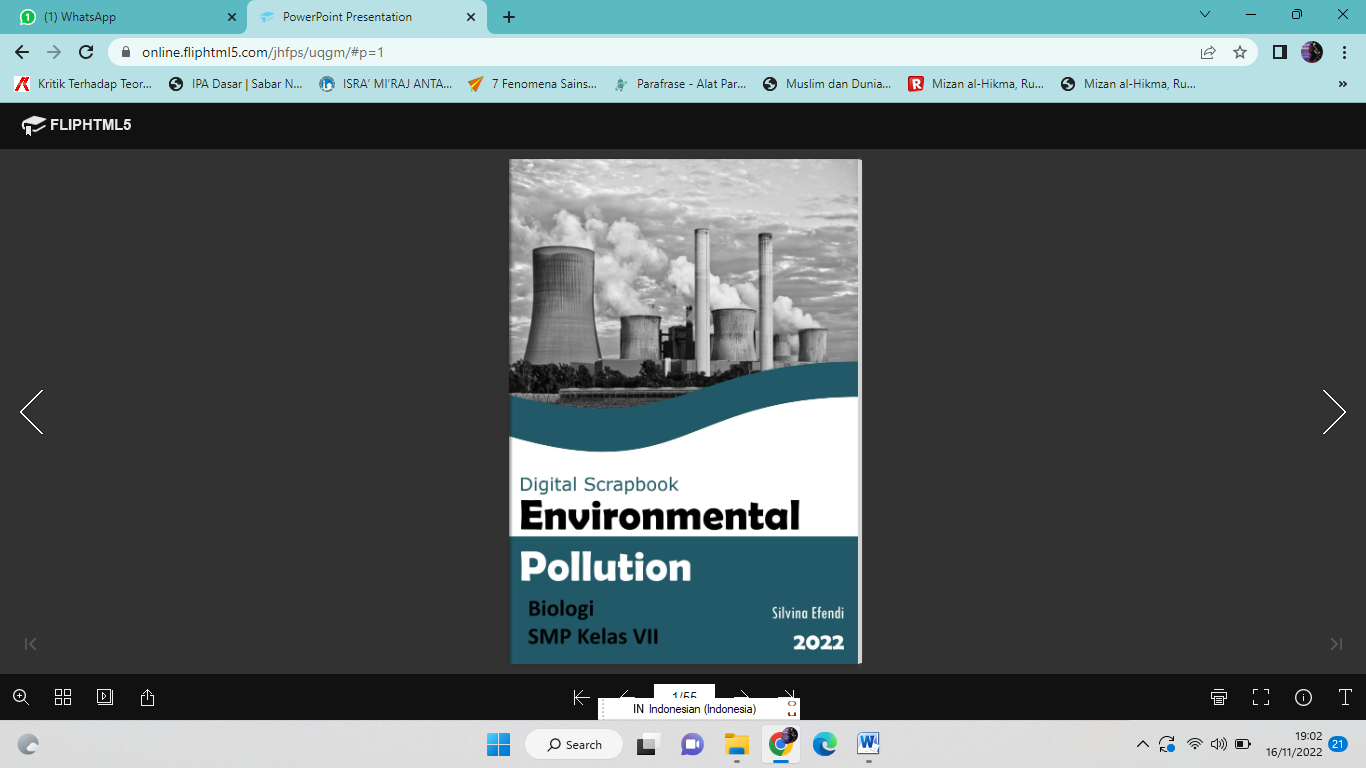 (1) WhatsApp
PowerPoint Presentation
online.fliphtml5.com/jhfps/uqgm/#p=1
Kritik Terhadap Teor...
IPA Dasar | Sabar N...
ISRA' MI'RAJ ANTA...
7 Fenomena Sains...
Parafrase - Alat Par...
Muslim dan Dunia...
Mizan al-Hikma, Ru...
Mizan al-Hikma, Ru...
FLIPHTML5
Digital Scrapbook
Environmental
Pollution
Biologi
SMP Kelas VII
Silvina Efendi
2022
1/55
IN Indonesian (Indonesia)
Search
19:02
16/11/2022
21